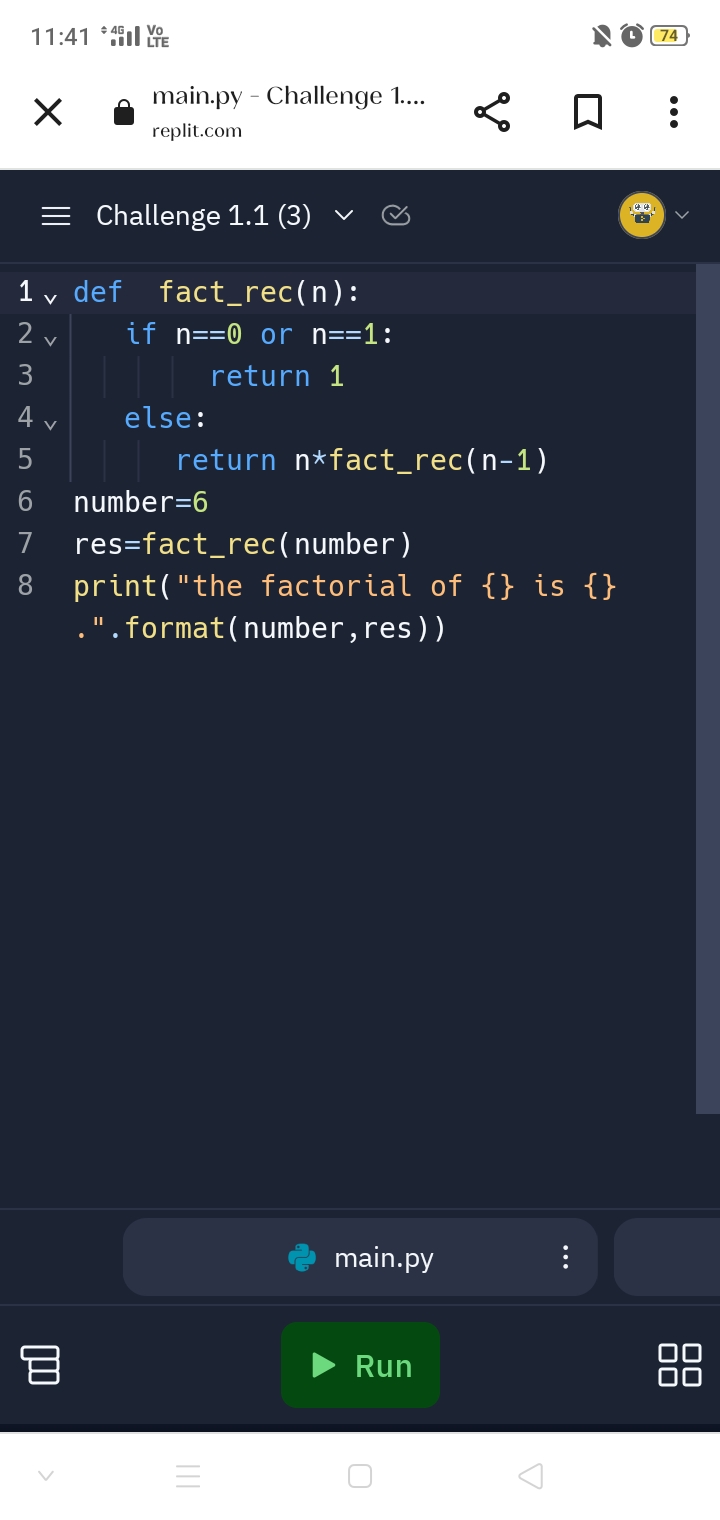 11:41 4G Vo LTE 74
main.py - Challenge 1....
replit.com
Challenge 1.1 (3)
1 def  fact_rec(n):
2 if n==0 or n==1:
3 return 1
4 else:
5 return n*fact_rec(n-1)
6 number=6
7 res=fact_rec(number)
8 print("the factorial of {} is {}
.".format(number,res))
main.py
Run